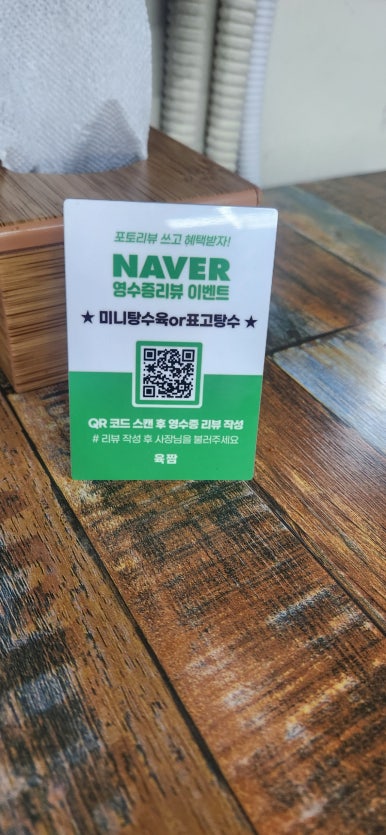 포토리뷰 쓰고 혜택받자!
NAVER
영수증리뷰 이벤트
★ 미니탕수육or표고탕수 ★
QR 코드 스캔 후 영수증 리뷰 작성
# 리뷰 작성 후 사장님을 불러주세요
육짬